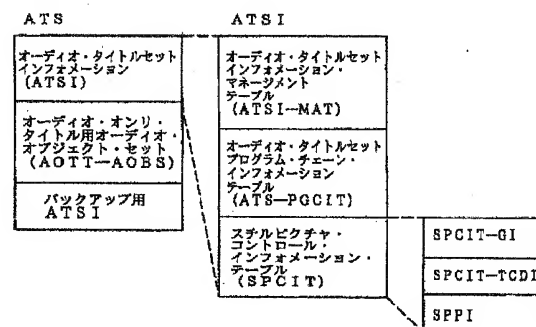 ATS
オーディオ・タイトルセット
インフォメーション
(ATSI)
オーディオ・オンリ・
タイトル用オーディオ・
オブジェクト・セット
(AOTT—AOBS)
バックアップ用
ATSI
ATSI
オーディオ・タイトルセット
インフォメーション・
マネージメント
テーブル
(ATSI—MAT)
オーディオ・タイトルセット
プログラム・チェーン・
インフォメーション
テーブル
(ATS—PGCIT)
スチルピクチャ・
コントロール・
インフォメーション・
テーブル
(SPCIT)
SPCIT—GI
SPCIT—TCDI
SPPI